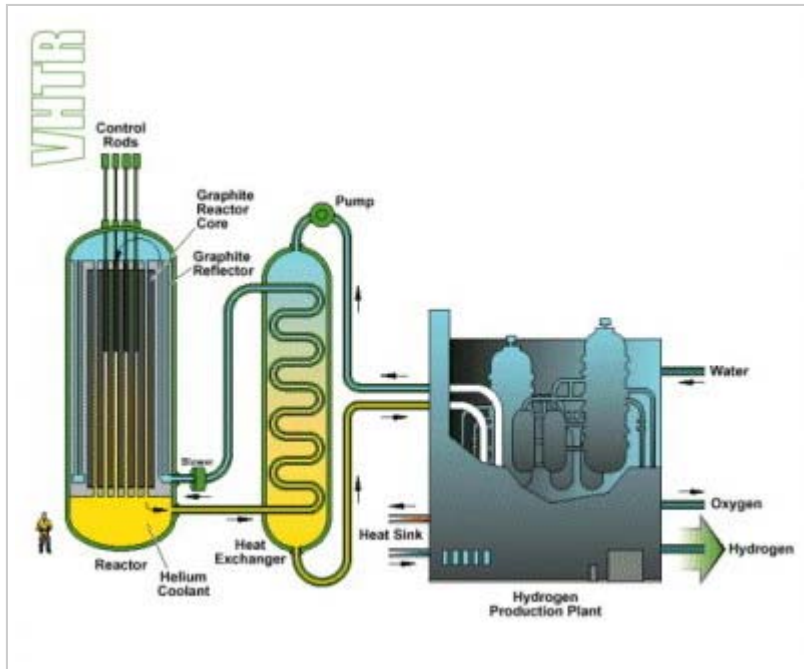 VHTR
Control
Rods
Graphite
Reactor
Core
Graphite
Reflector
Pump
Blower
Water
Oxygen
Heat Sink
Hydrogen
Heat
Exchanger
Reactor
Helium
Coolant
Hydrogen
Production Plant